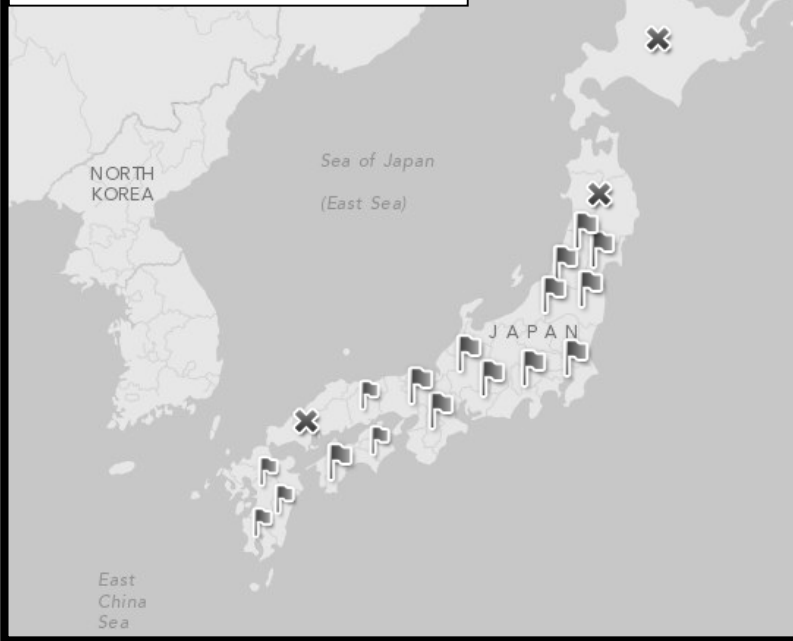 Sea of Japan
(East Sea)
NORTH
KOREA
JAPAN
East
China
Sea